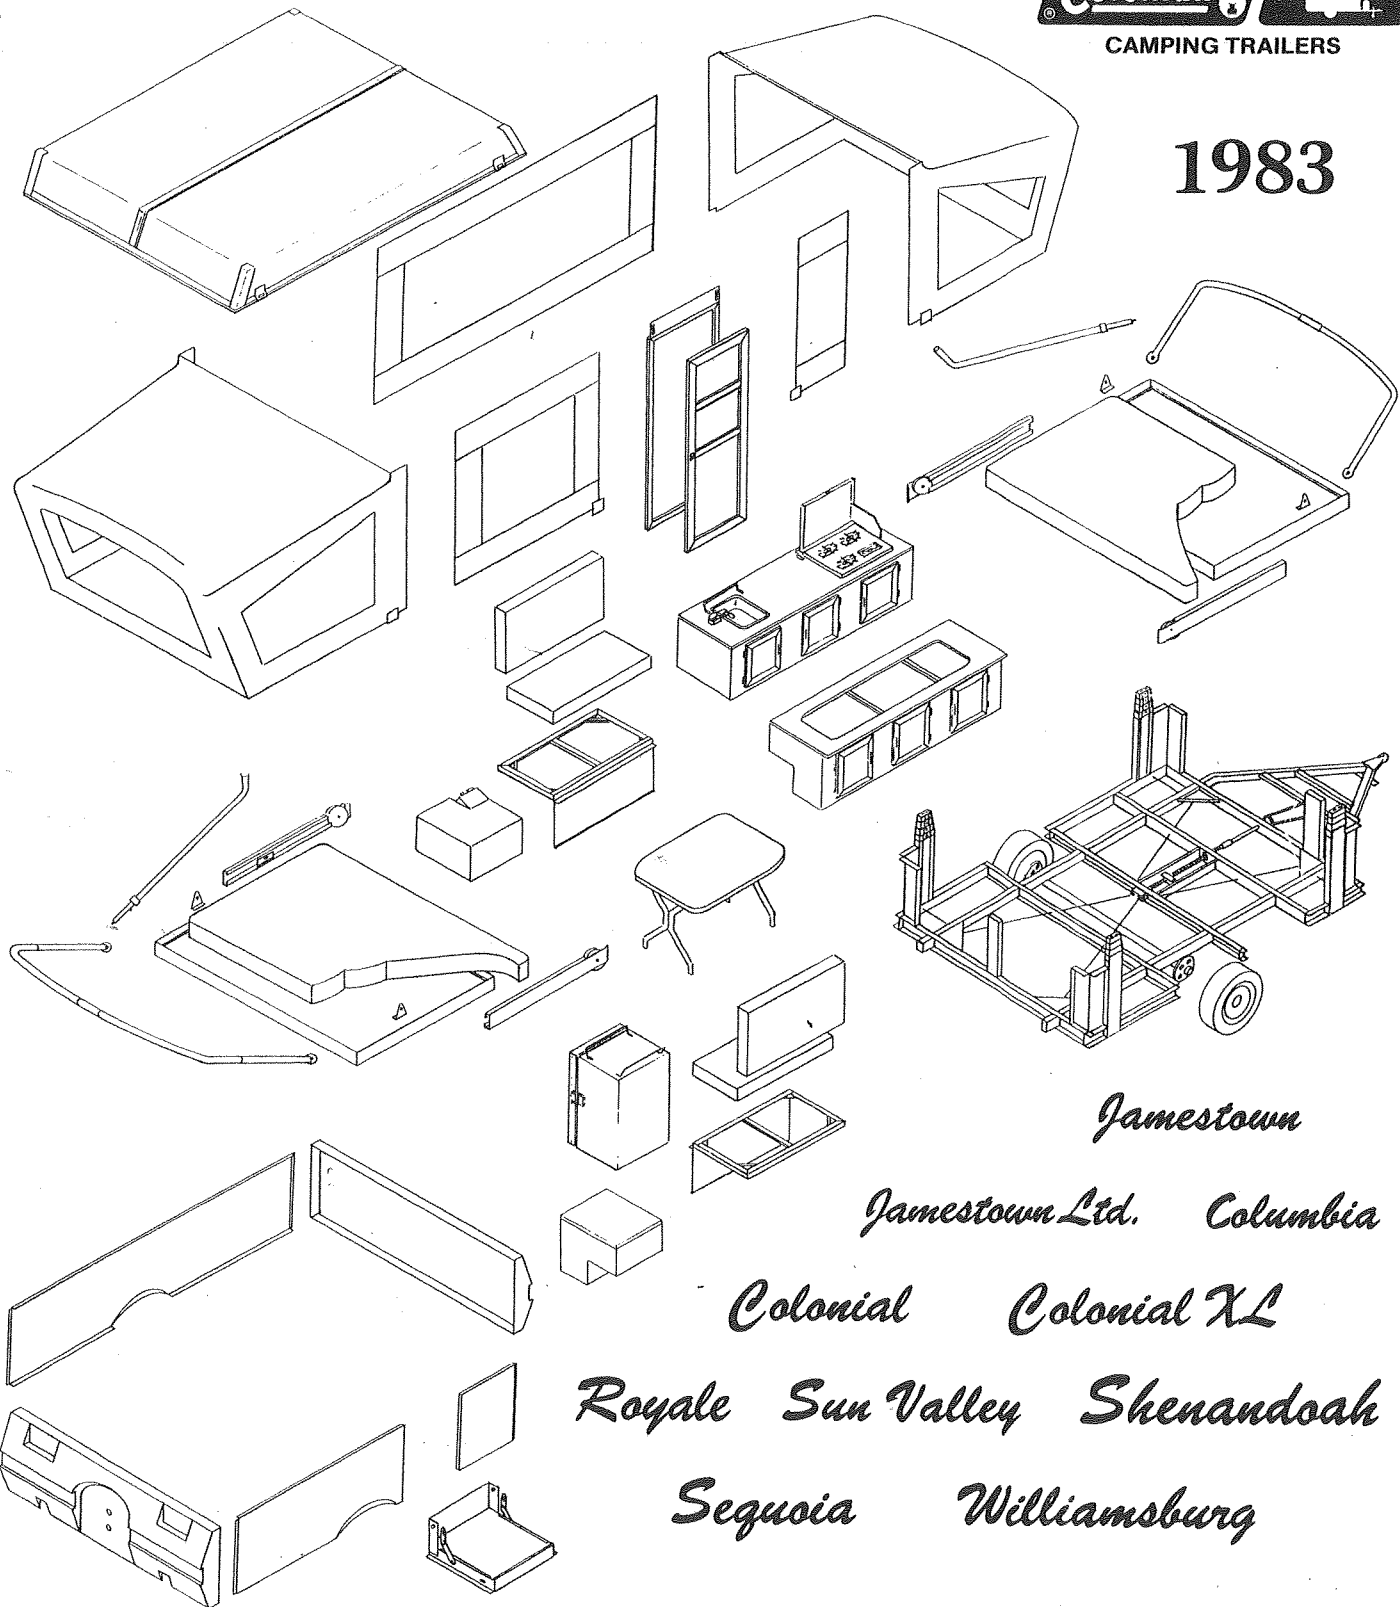 CAMPING TRAILERS
1983
Jamestown
Jamestown Ltd. Columbia
Colonial Colonial XL
Royale Sun Valley Shenandoah
Sequoia Williamsburg